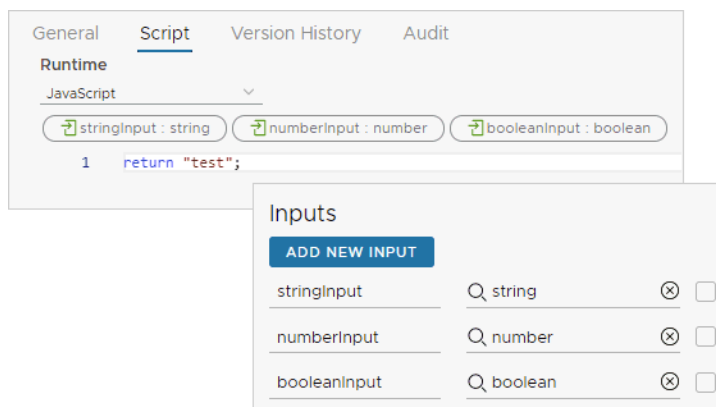 General Script Version History Audit
Runtime
JavaScript
stringInput : string numberInput : number booleanInput : boolean
1 return "test";
Inputs
ADD NEW INPUT
stringInput string
numberInput number
booleanInput boolean